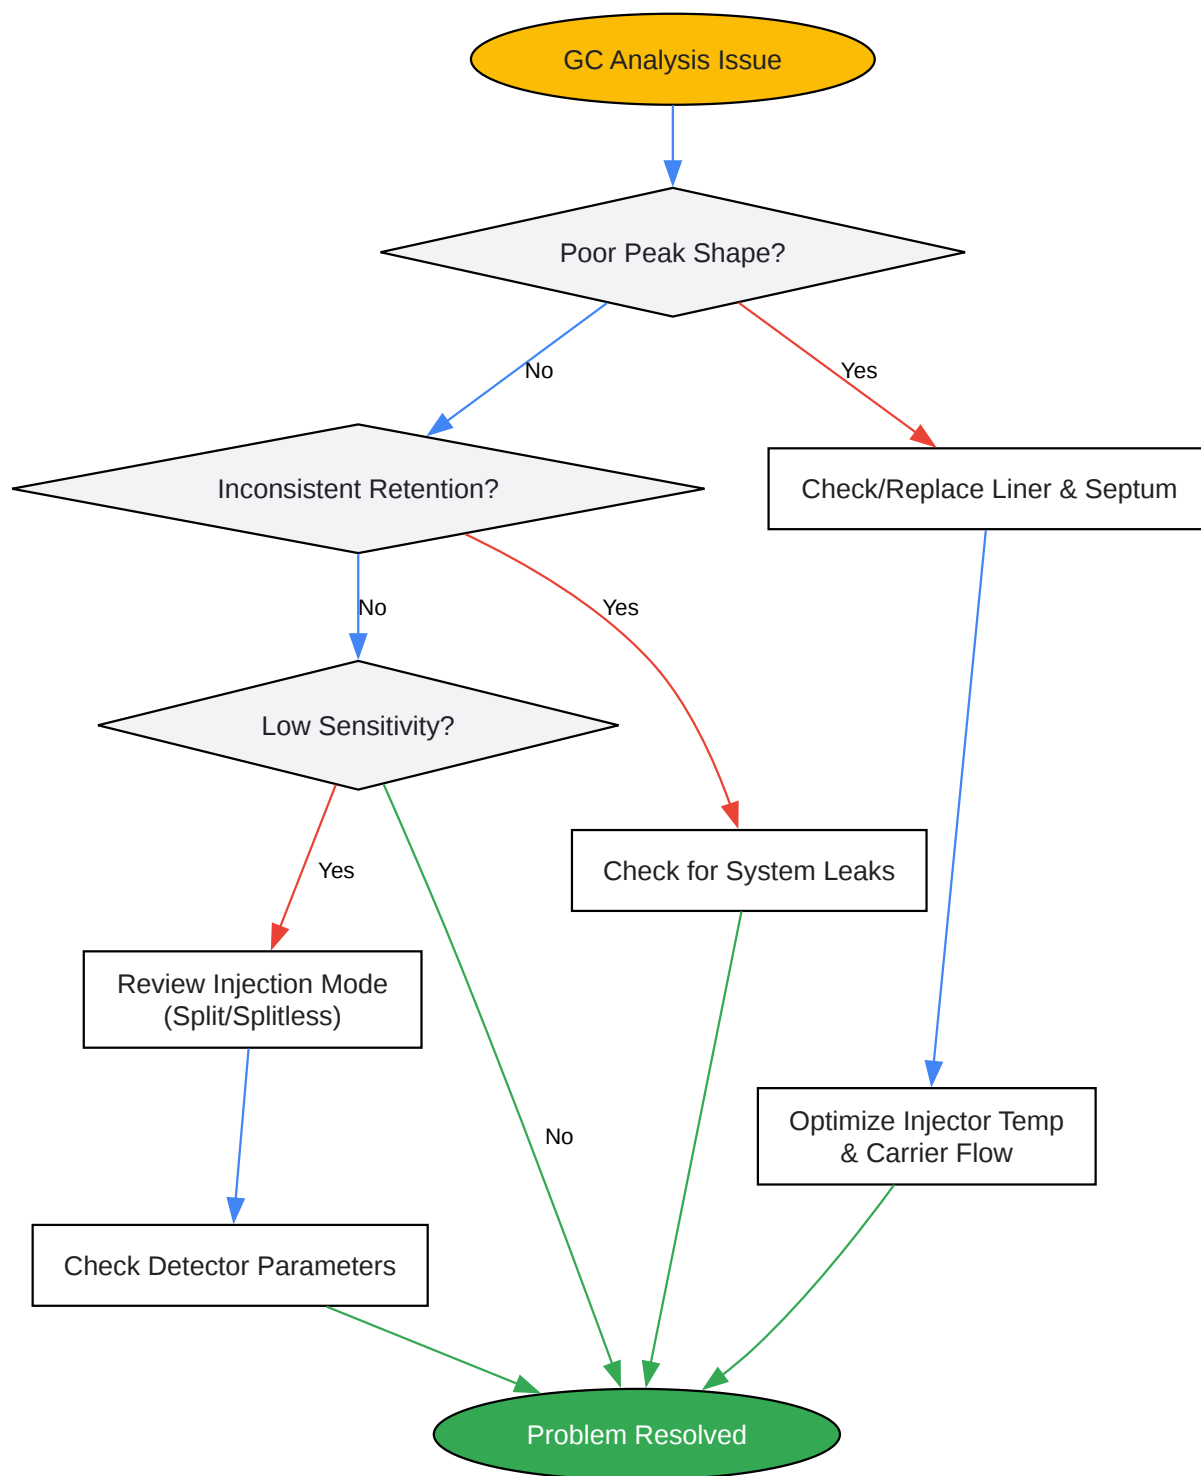 GC Analysis Issue
Poor Peak Shape?
No
Yes
Inconsistent Retention?
Check/Replace Liner & Septum
No
Yes
Low Sensitivity?
Check for System Leaks
Yes
Review Injection Mode
(Split/Splitless)
No
Optimize Injector Temp
& Carrier Flow
Check Detector Parameters
Problem Resolved